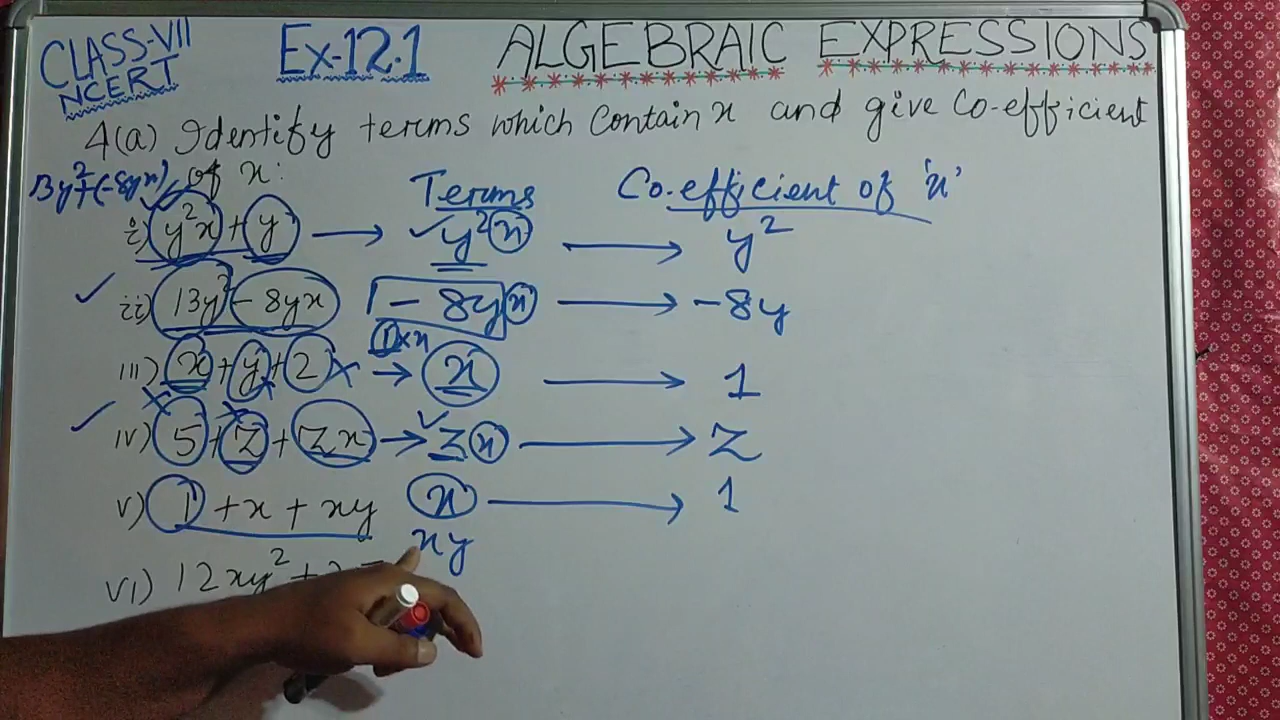 CLASS-VII Ex-12.1 ALGEBRAIC EXPRESSIONS
NCERT
4(a) Identify terms which contain x and give co-efficient
of x:
13y²+(-8yx)
Terms Co-efficient of 'x'
i) y²x + y → y²x → y²
ii) 13y² - 8yx - 8yx → -8y
1×x
iii) x + y + 2 → x → 1
iv) 5 + z + zx → zx → z
v) 1 + x + xy x → 1
xy
vi) 12xy² +